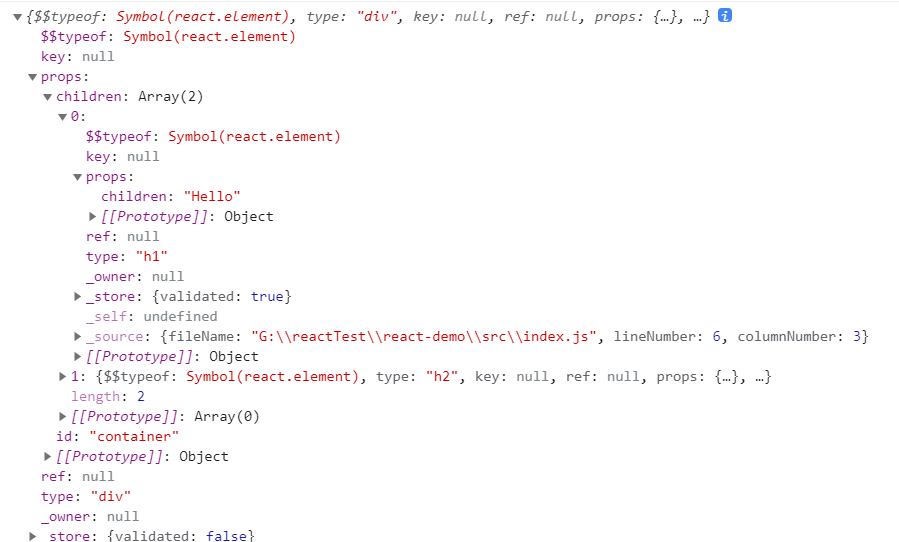 {$$typeof: Symbol(react.element), type: "div", key: null, ref: null, props: {…}, …} i
$$typeof: Symbol(react.element)
key: null
props:
children: Array(2)
0:
$$typeof: Symbol(react.element)
key: null
props:
children: "Hello"
[[Prototype]]: Object
ref: null
type: "h1"
_owner: null
_store: {validated: true}
_self: undefined
_source: {fileName: "G:\\reactTest\\react-demo\\src\\index.js", lineNumber: 6, columnNumber: 3}
[[Prototype]]: Object
1: {$$typeof: Symbol(react.element), type: "h2", key: null, ref: null, props: {…}, …}
length: 2
[[Prototype]]: Array(0)
id: "container"
[[Prototype]]: Object
ref: null
type: "div"
_owner: null
_store: {validated: false}